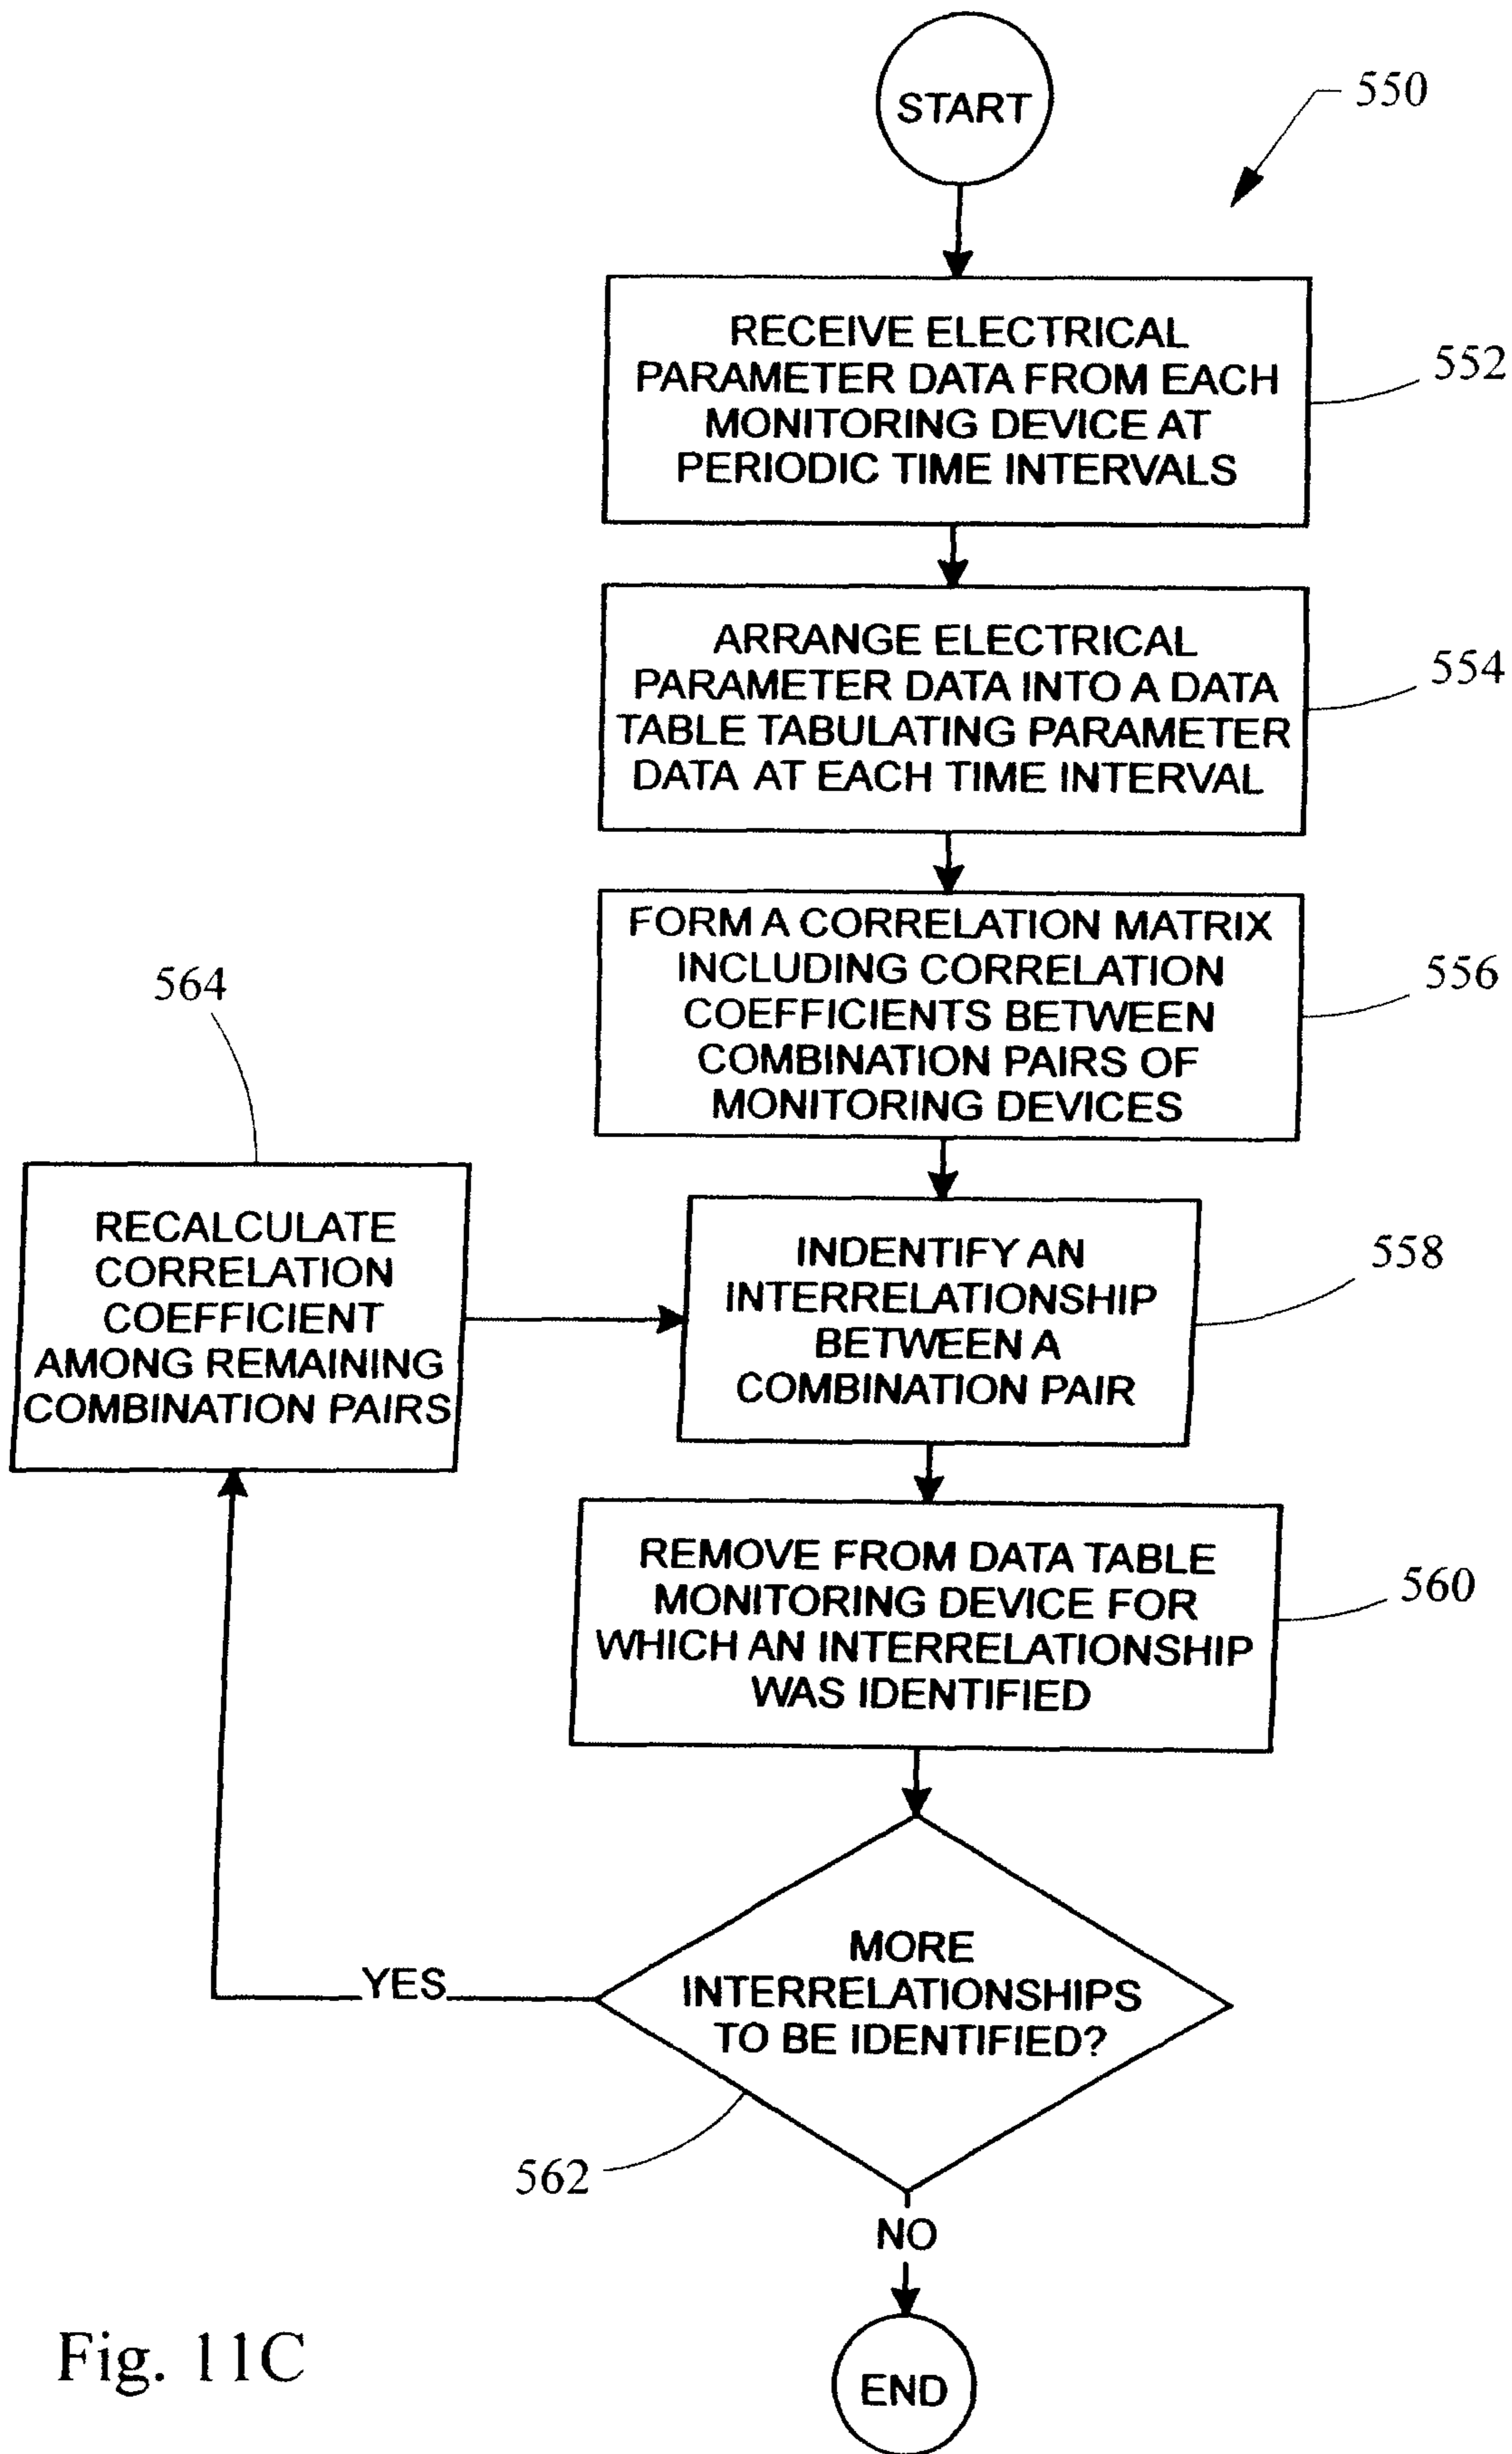 START
550
RECEIVE ELECTRICAL
PARAMETER DATA FROM EACH
MONITORING DEVICE AT
PERIODIC TIME INTERVALS
552
ARRANGE ELECTRICAL
PARAMETER DATA INTO A DATA
TABLE TABULATING PARAMETER
DATA AT EACH TIME INTERVAL
554
FORM A CORRELATION MATRIX
INCLUDING CORRELATION
COEFFICIENTS BETWEEN
COMBINATION PAIRS OF
MONITORING DEVICES
556
564
RECALCULATE
CORRELATION
COEFFICIENT
AMONG REMAINING
COMBINATION PAIRS
INDENTIFY AN
INTERRELATIONSHIP
BETWEEN A
COMBINATION PAIR
558
REMOVE FROM DATA TABLE
MONITORING DEVICE FOR
WHICH AN INTERRELATIONSHIP
WAS IDENTIFIED
560
MORE
INTERRELATIONSHIPS
TO BE IDENTIFIED?
YES
562
NO
END
Fig. 11C